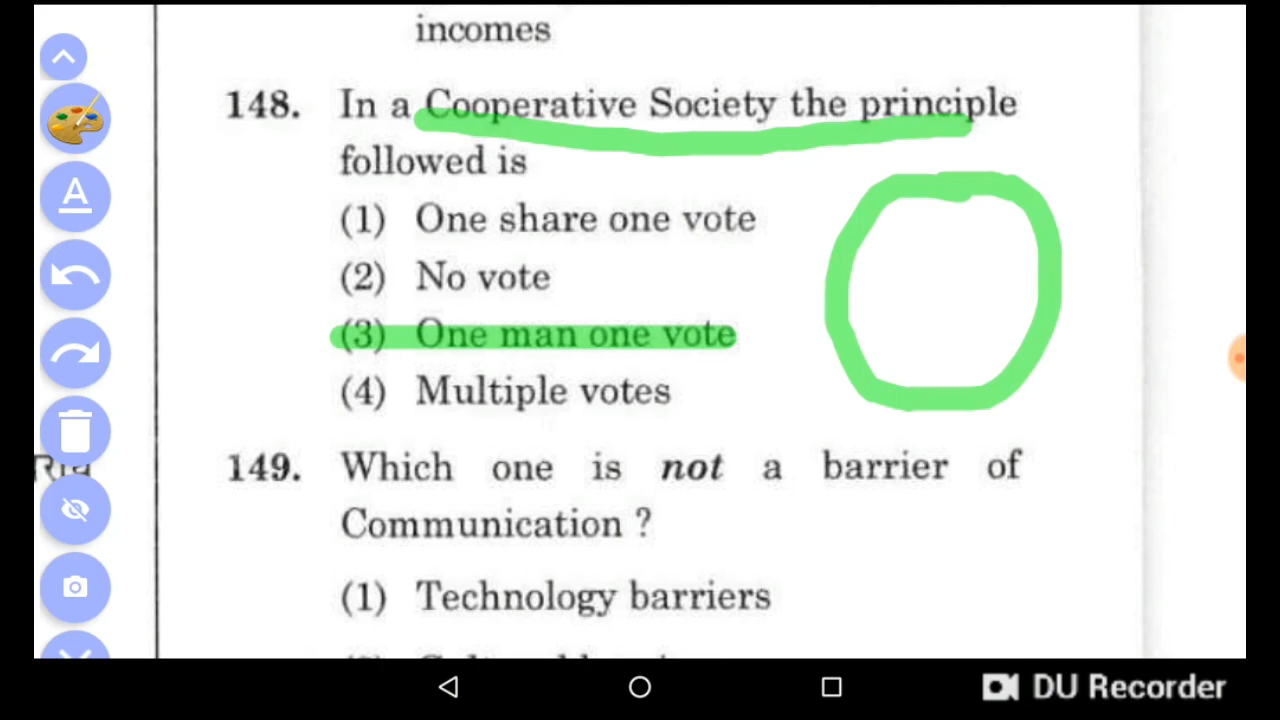 incomes
148. In a Cooperative Society the principle
followed is
(1) One share one vote
(2) No vote
(3) One man one vote
(4) Multiple votes
149. Which one is not a barrier of
Communication ?
(1) Technology barriers
A
DU Recorder